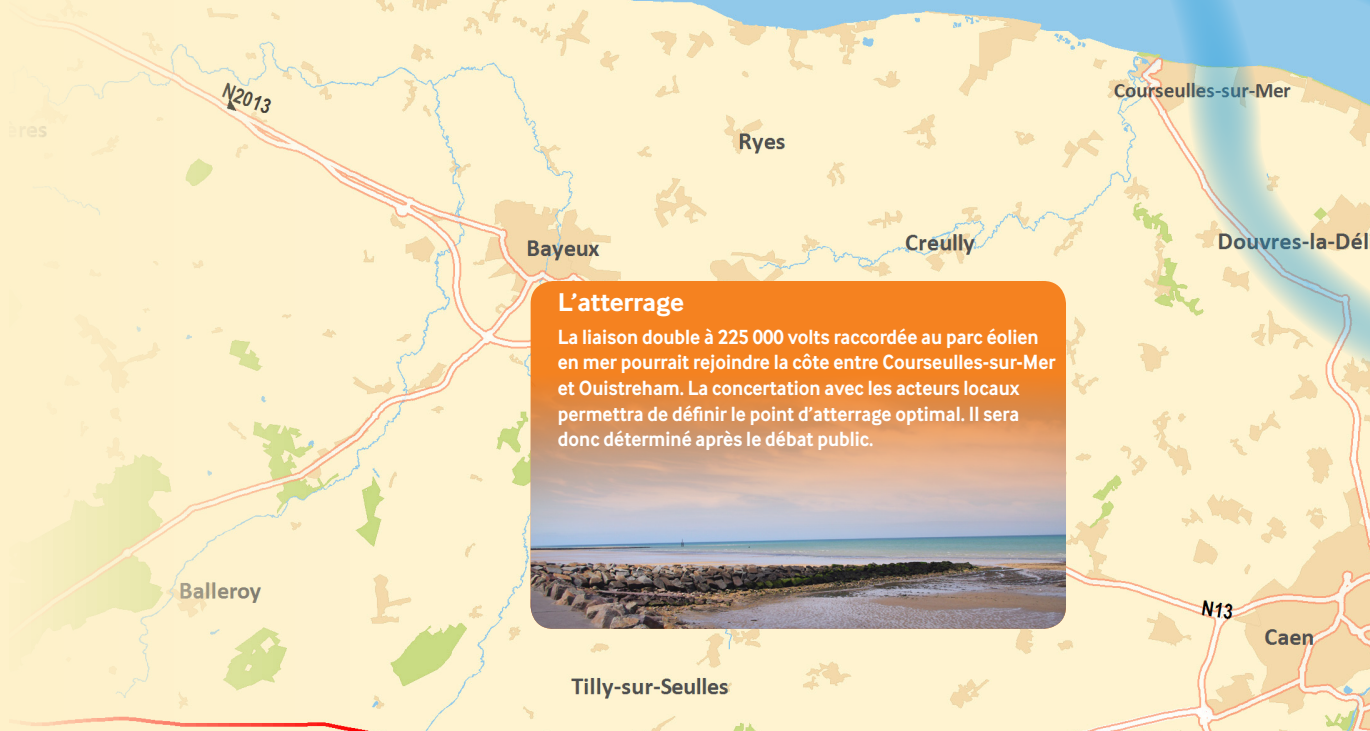 N2013
Courseulles-sur-Mer
ères
Ryes
Bayeux
Creully
Douvres-la-Dél
L'atterrage
La liaison double à 225 000 volts raccordée au parc éolien
en mer pourrait rejoindre la côte entre Courseulles-sur-Mer
et Ouistreham. La concertation avec les acteurs locaux
permettra de définir le point d'atterrage optimal. Il sera
donc déterminé après le débat public.
Balleroy
N13
Caen
Tilly-sur-Seulles